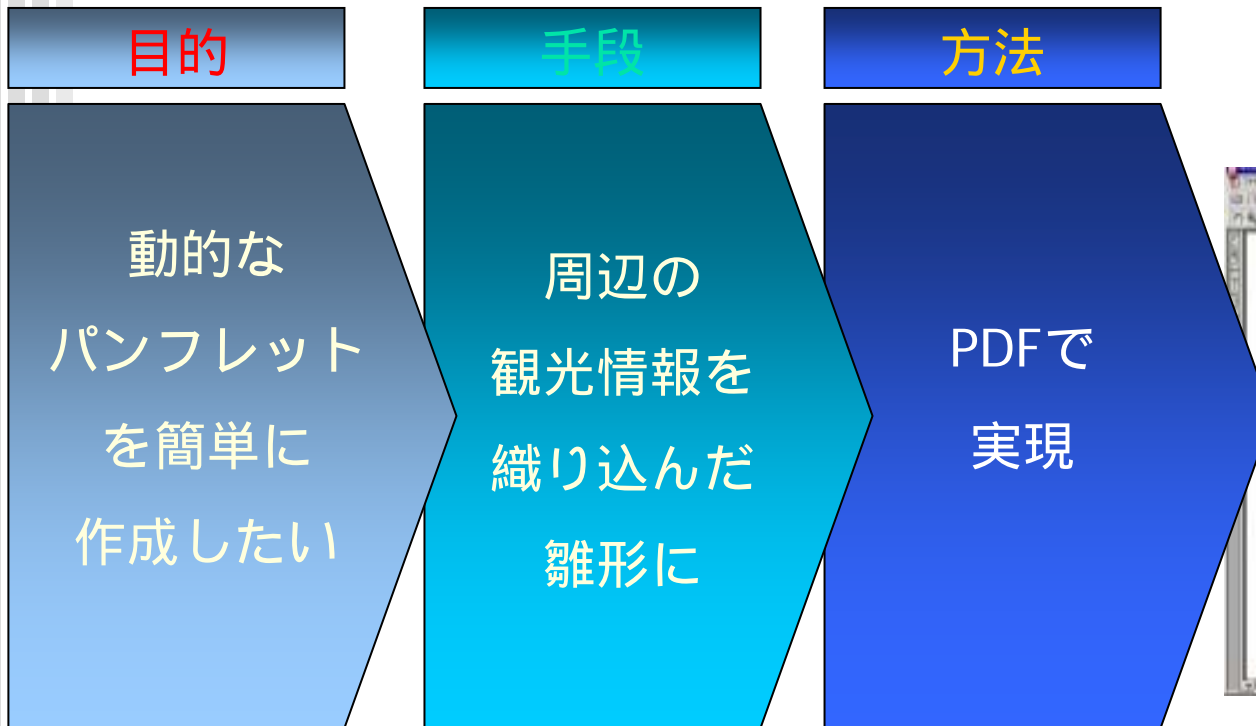 目的
手段
方法
動的な
パンフレット
を簡単に
作成したい
周辺の
観光情報を
織り込んだ
雛形に
PDFで
実現